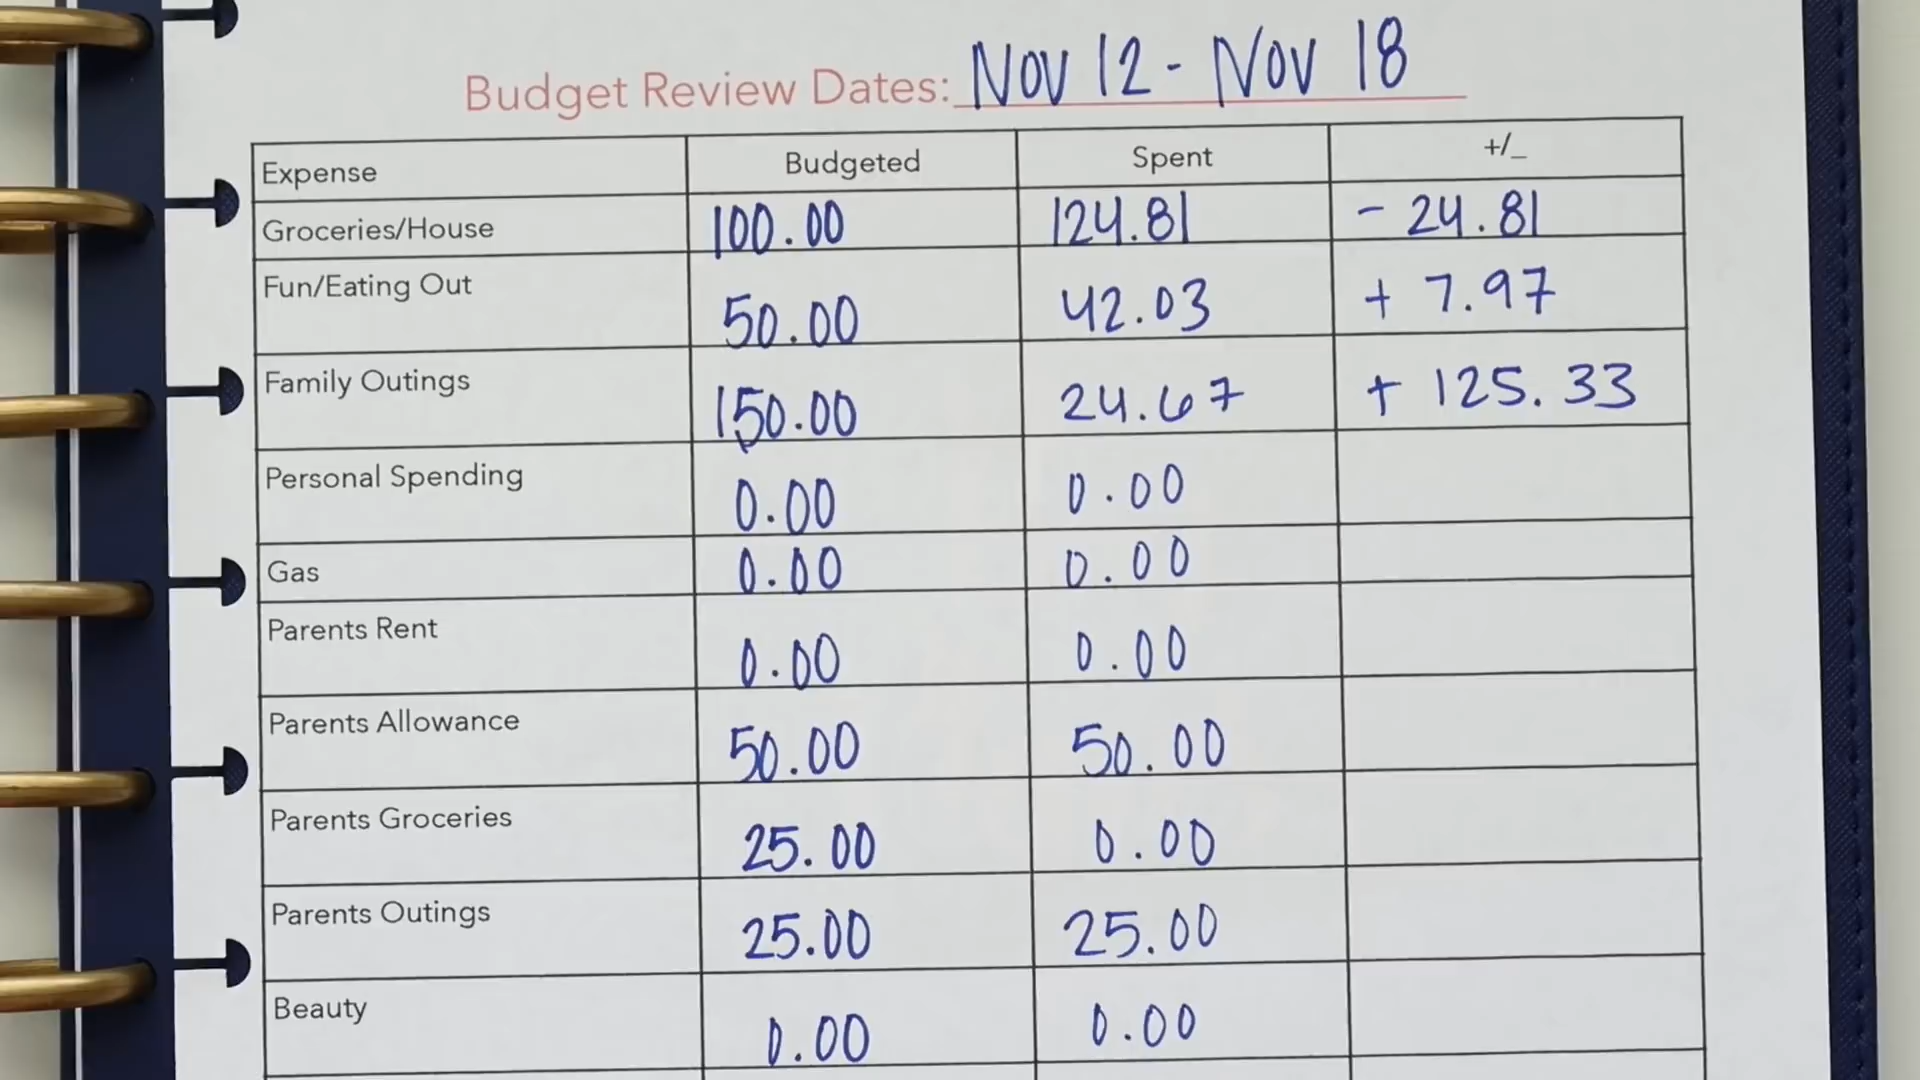 Budget Review Dates: Nov 12 - Nov 18
Expense Budgeted Spent +/_
Groceries/House 100.00 124.81 - 24.81
Fun/Eating Out 50.00 42.03 + 7.97
Family Outings 150.00 24.67 + 125.33
Personal Spending 0.00 0.00
Gas 0.00 0.00
Parents Rent 0.00 0.00
Parents Allowance 50.00 50.00
Parents Groceries 25.00 0.00
Parents Outings 25.00 25.00
Beauty 0.00 0.00